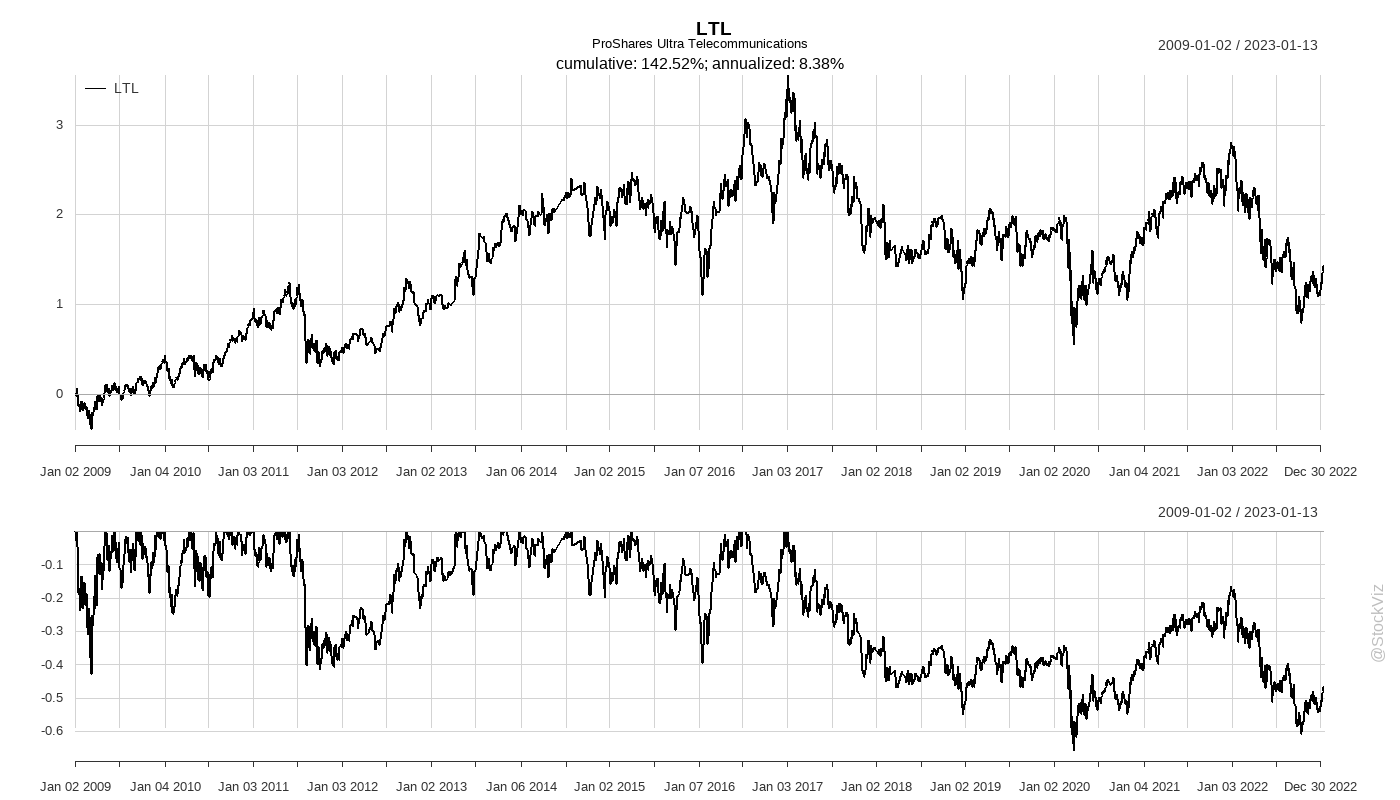 LTL
ProShares Ultra Telecommunications
2009-01-02 / 2023-01-13
cumulative: 142.52%; annualized: 8.38%
LTL
3
2
1
0
Jan 02 2009 Jan 04 2010 Jan 03 2011 Jan 03 2012 Jan 02 2013 Jan 06 2014 Jan 02 2015 Jan 07 2016 Jan 03 2017 Jan 02 2018 Jan 02 2019 Jan 02 2020 Jan 04 2021 Jan 03 2022 Dec 30 2022
2009-01-02 / 2023-01-13
-0.1
-0.2
-0.3
-0.4
-0.5
-0.6
Jan 02 2009 Jan 04 2010 Jan 03 2011 Jan 03 2012 Jan 02 2013 Jan 06 2014 Jan 02 2015 Jan 07 2016 Jan 03 2017 Jan 02 2018 Jan 02 2019 Jan 02 2020 Jan 04 2021 Jan 03 2022 Dec 30 2022
@StockViz